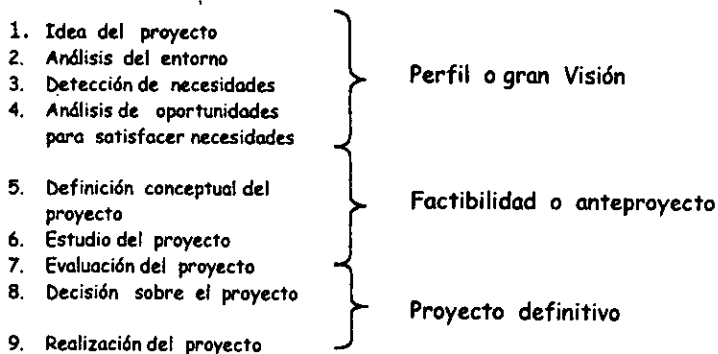 1. Idea del proyecto
2. Análisis del entorno
3. Detección de necesidades
4. Análisis de oportunidades
para satisfacer necesidades
Perfil o gran Visión
5. Definición conceptual del
proyecto
6. Estudio del proyecto
7. Evaluación del proyecto
Factibilidad o anteproyecto
8. Decisión sobre el proyecto
9. Realización del proyecto
Proyecto definitivo